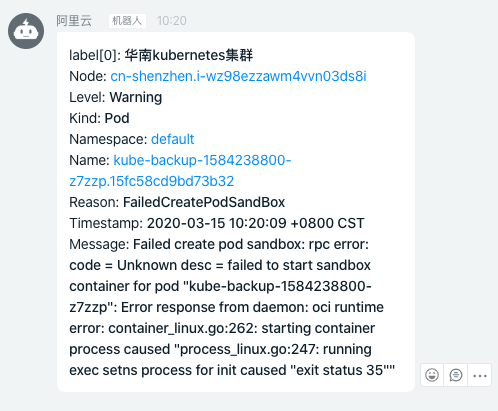 阿里云 机器人 10:20
label[0]: 华南kubernetes集群
Node: cn-shenzhen.i-wz98ezzawm4vvn03ds8i
Level: Warning
Kind: Pod
Namespace: default
Name: kube-backup-1584238800-
z7zzp.15fc58cd9bd73b32
Reason: FailedCreatePodSandBox
Timestamp: 2020-03-15 10:20:09 +0800 CST
Message: Failed create pod sandbox: rpc error:
code = Unknown desc = failed to start sandbox
container for pod "kube-backup-1584238800-
z7zzp": Error response from daemon: oci runtime
error: container_linux.go:262: starting container
process caused "process_linux.go:247: running
exec setns process for init caused "exit status 35""